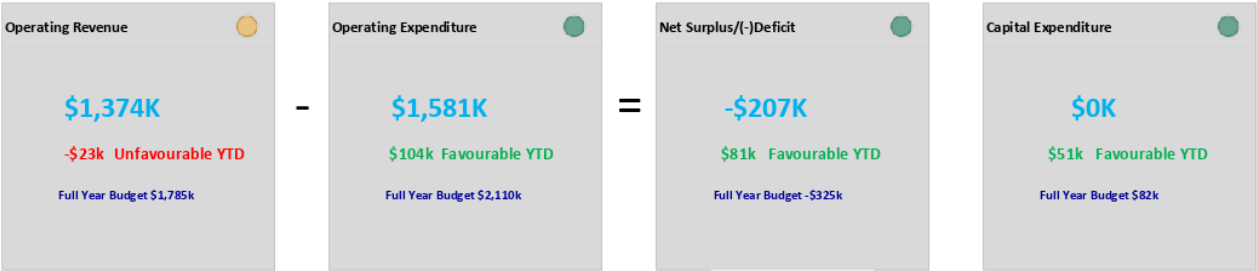 Operating Revenue
$1,374K
-$23k Unfavourable YTD
Full Year Budget $1,785k
-
Operating Expenditure
$1,581K
$104k Favourable YTD
Full Year Budget $2,110k
=
Net Surplus/(-)Deficit
-$207K
$81k Favourable YTD
Full Year Budget -$325k
Capital Expenditure
$0K
$51k Favourable YTD
Full Year Budget $82k